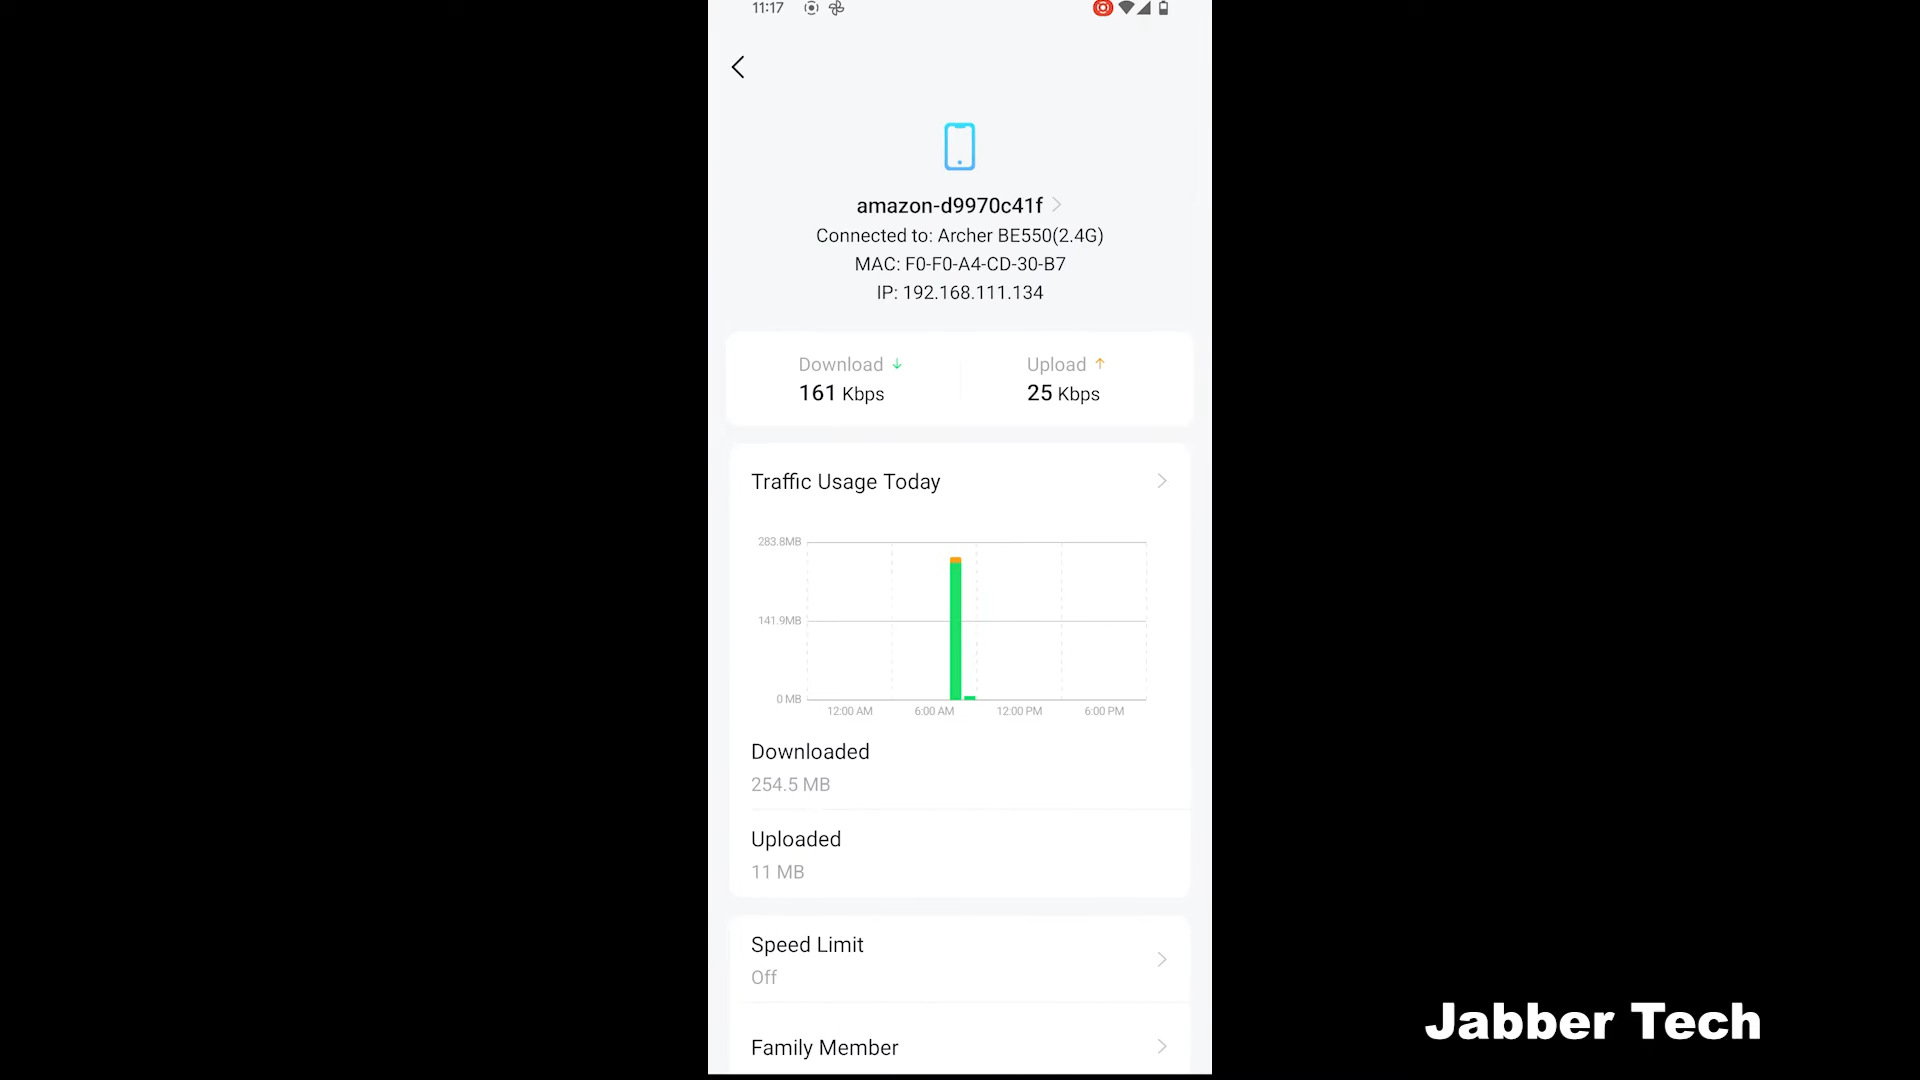 11:17
amazon-d9970c41f
Connected to: Archer BE550(2.4G)
MAC: F0-F0-A4-CD-30-B7
IP: 192.168.111.134
Download Upload
161 Kbps 25 Kbps
Traffic Usage Today
283.8MB
141.9MB
0 MB
12:00 AM 6:00 AM 12:00 PM 6:00 PM
Downloaded
254.5 MB
Uploaded
11 MB
Speed Limit
Off
Family Member
Jabber Tech